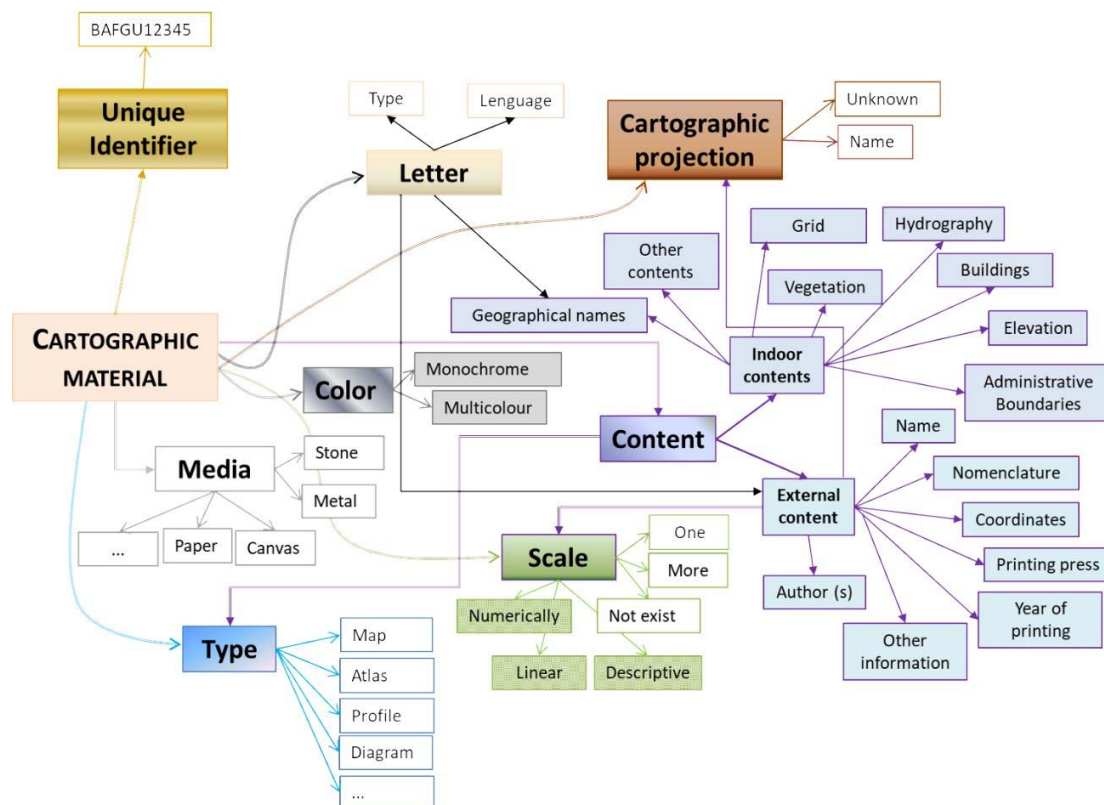 BAFGU12345
Unique
Identifier
Type
Lenguage
Letter
Cartographic
projection
Unknown
Name
Grid
Hydrography
Other
contents
Vegetation
Buildings
Geographical names
Elevation
Indoor
contents
Administrative
Boundaries
CARTOGRAPHIC
MATERIAL
Color
Monochrome
Multicolour
Content
Name
Media
Stone
Metal
...
Paper
Canvas
External
content
Nomenclature
Coordinates
Printing press
Year of
printing
Other
information
Author (s)
Scale
One
More
Not exist
Numerically
Linear
Descriptive
Type
Map
Atlas
Profile
Diagram
...